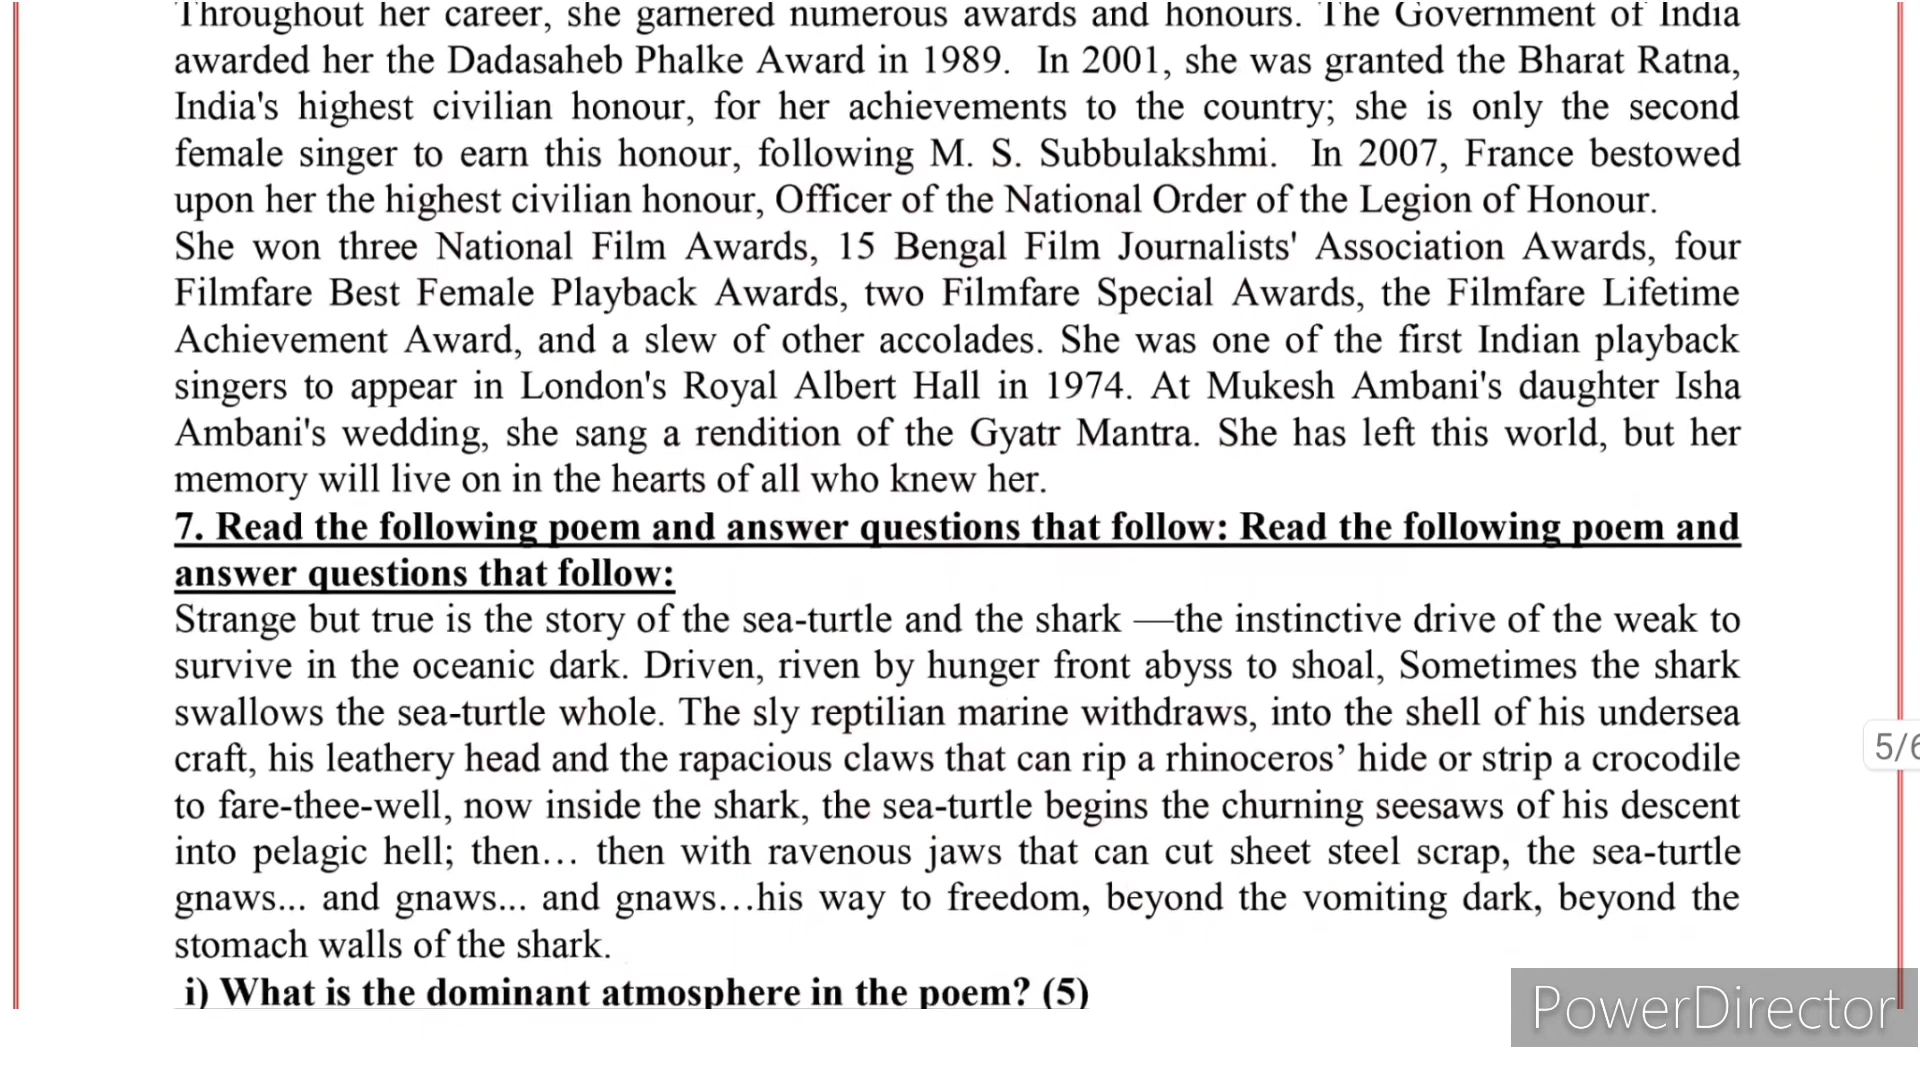 Throughout her career, she garnered numerous awards and honours. The Government of India
awarded her the Dadasaheb Phalke Award in 1989. In 2001, she was granted the Bharat Ratna,
India's highest civilian honour, for her achievements to the country; she is only the second
female singer to earn this honour, following M. S. Subbulakshmi. In 2007, France bestowed
upon her the highest civilian honour, Officer of the National Order of the Legion of Honour.
She won three National Film Awards, 15 Bengal Film Journalists' Association Awards, four
Filmfare Best Female Playback Awards, two Filmfare Special Awards, the Filmfare Lifetime
Achievement Award, and a slew of other accolades. She was one of the first Indian playback
singers to appear in London's Royal Albert Hall in 1974. At Mukesh Ambani's daughter Isha
Ambani's wedding, she sang a rendition of the Gyatr Mantra. She has left this world, but her
memory will live on in the hearts of all who knew her.
7. Read the following poem and answer questions that follow: Read the following poem and
answer questions that follow:
Strange but true is the story of the sea-turtle and the shark —the instinctive drive of the weak to
survive in the oceanic dark. Driven, riven by hunger front abyss to shoal, Sometimes the shark
swallows the sea-turtle whole. The sly reptilian marine withdraws, into the shell of his undersea
craft, his leathery head and the rapacious claws that can rip a rhinoceros’ hide or strip a crocodile
to fare-thee-well, now inside the shark, the sea-turtle begins the churning seesaws of his descent
into pelagic hell; then… then with ravenous jaws that can cut sheet steel scrap, the sea-turtle
gnaws... and gnaws... and gnaws…his way to freedom, beyond the vomiting dark, beyond the
stomach walls of the shark.
i) What is the dominant atmosphere in the poem? (5)
5/6
PowerDirector